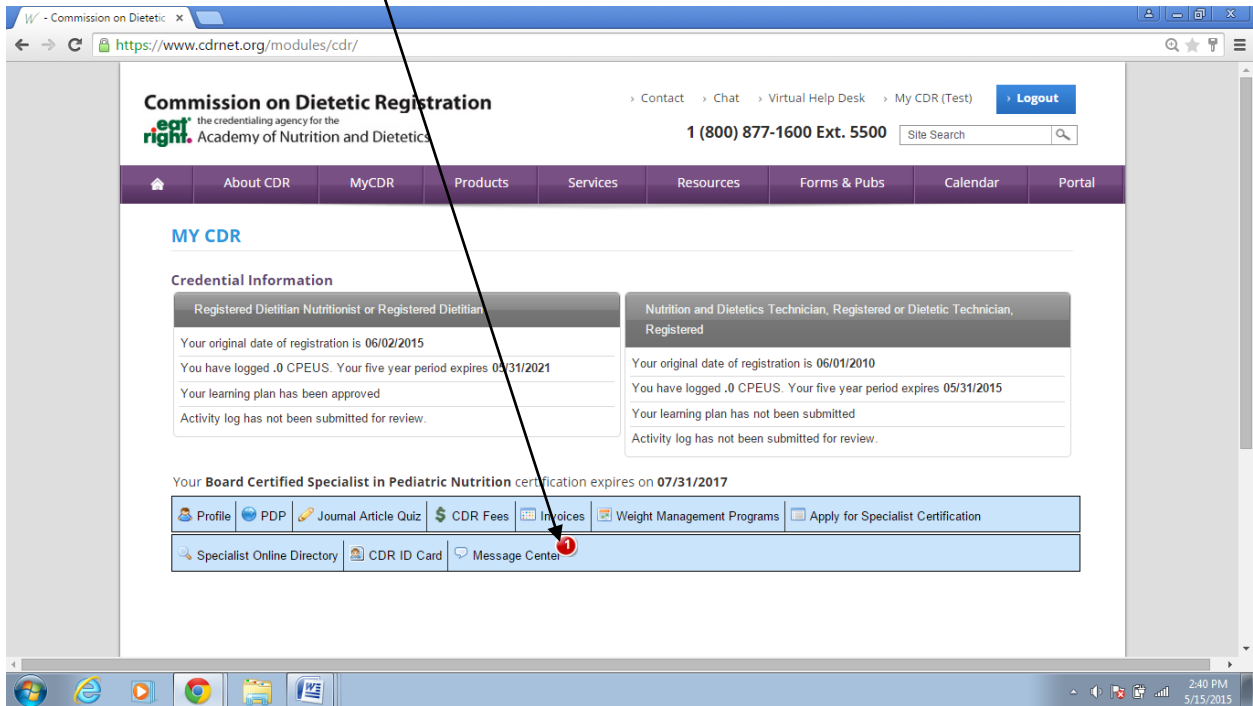 W - Commission on Dietetic
https://www.cdrnet.org/modules/cdr/
Commission on Dietetic Registration
eat right. the credentialing agency for the
Academy of Nutrition and Dietetics
Contact Chat Virtual Help Desk My CDR (Test) Logout
1 (800) 877-1600 Ext. 5500 Site Search
About CDR MyCDR Products Services Resources Forms & Pubs Calendar Portal
MY CDR
Credential Information
Registered Dietitian Nutritionist or Registered Dietitian
Your original date of registration is 06/02/2015
You have logged .0 CPEUS. Your five year period expires 05/31/2021
Your learning plan has been approved
Activity log has not been submitted for review.
Nutrition and Dietetics Technician, Registered or Dietetic Technician,
Registered
Your original date of registration is 06/01/2010
You have logged .0 CPEUS. Your five year period expires 05/31/2015
Your learning plan has not been submitted
Activity log has not been submitted for review.
Your Board Certified Specialist in Pediatric Nutrition certification expires on 07/31/2017
Profile PDP Journal Article Quiz CDR Fees Invoices Weight Management Programs Apply for Specialist Certification
Specialist Online Directory CDR ID Card Message Center 1
2:40 PM
5/15/2015